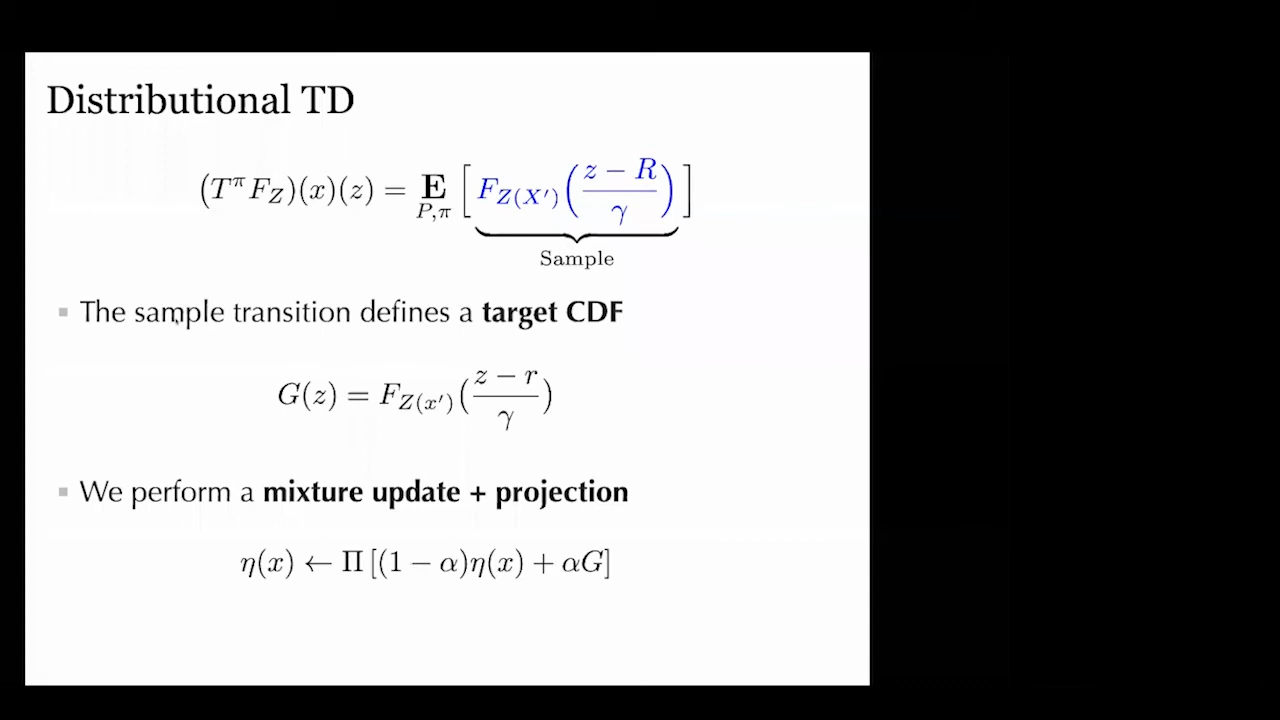 Distributional TD
(T^π F_Z)(x)(z) = E_{P,π} [ F_{Z(X')}( (z − R) / γ ) ]
Sample
▪ The sample transition defines a target CDF
G(z) = F_{Z(x')}( (z − r) / γ )
▪ We perform a mixture update + projection
η(x) ← Π [(1 − α)η(x) + αG]